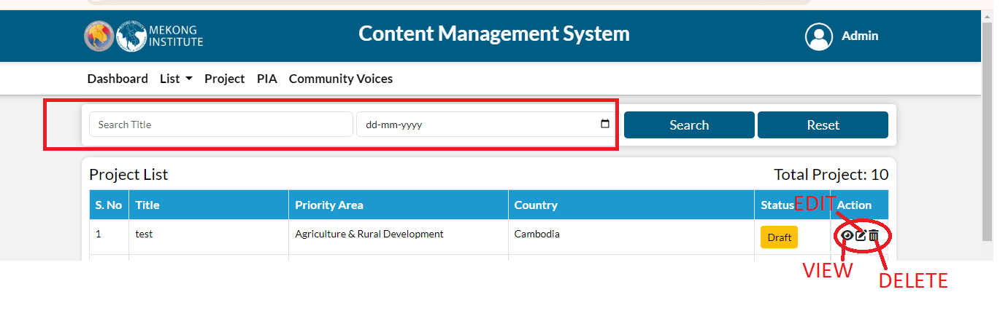 MEKONG
INSTITUTE
Content Management System
Admin
Dashboard List Project PIA Community Voices
Search Title
dd-mm-yyyy
Search
Reset
Project List
Total Project: 10
S. No Title Priority Area Country Status Action
EDIT
1 test Agriculture & Rural Development Cambodia Draft
VIEW
DELETE